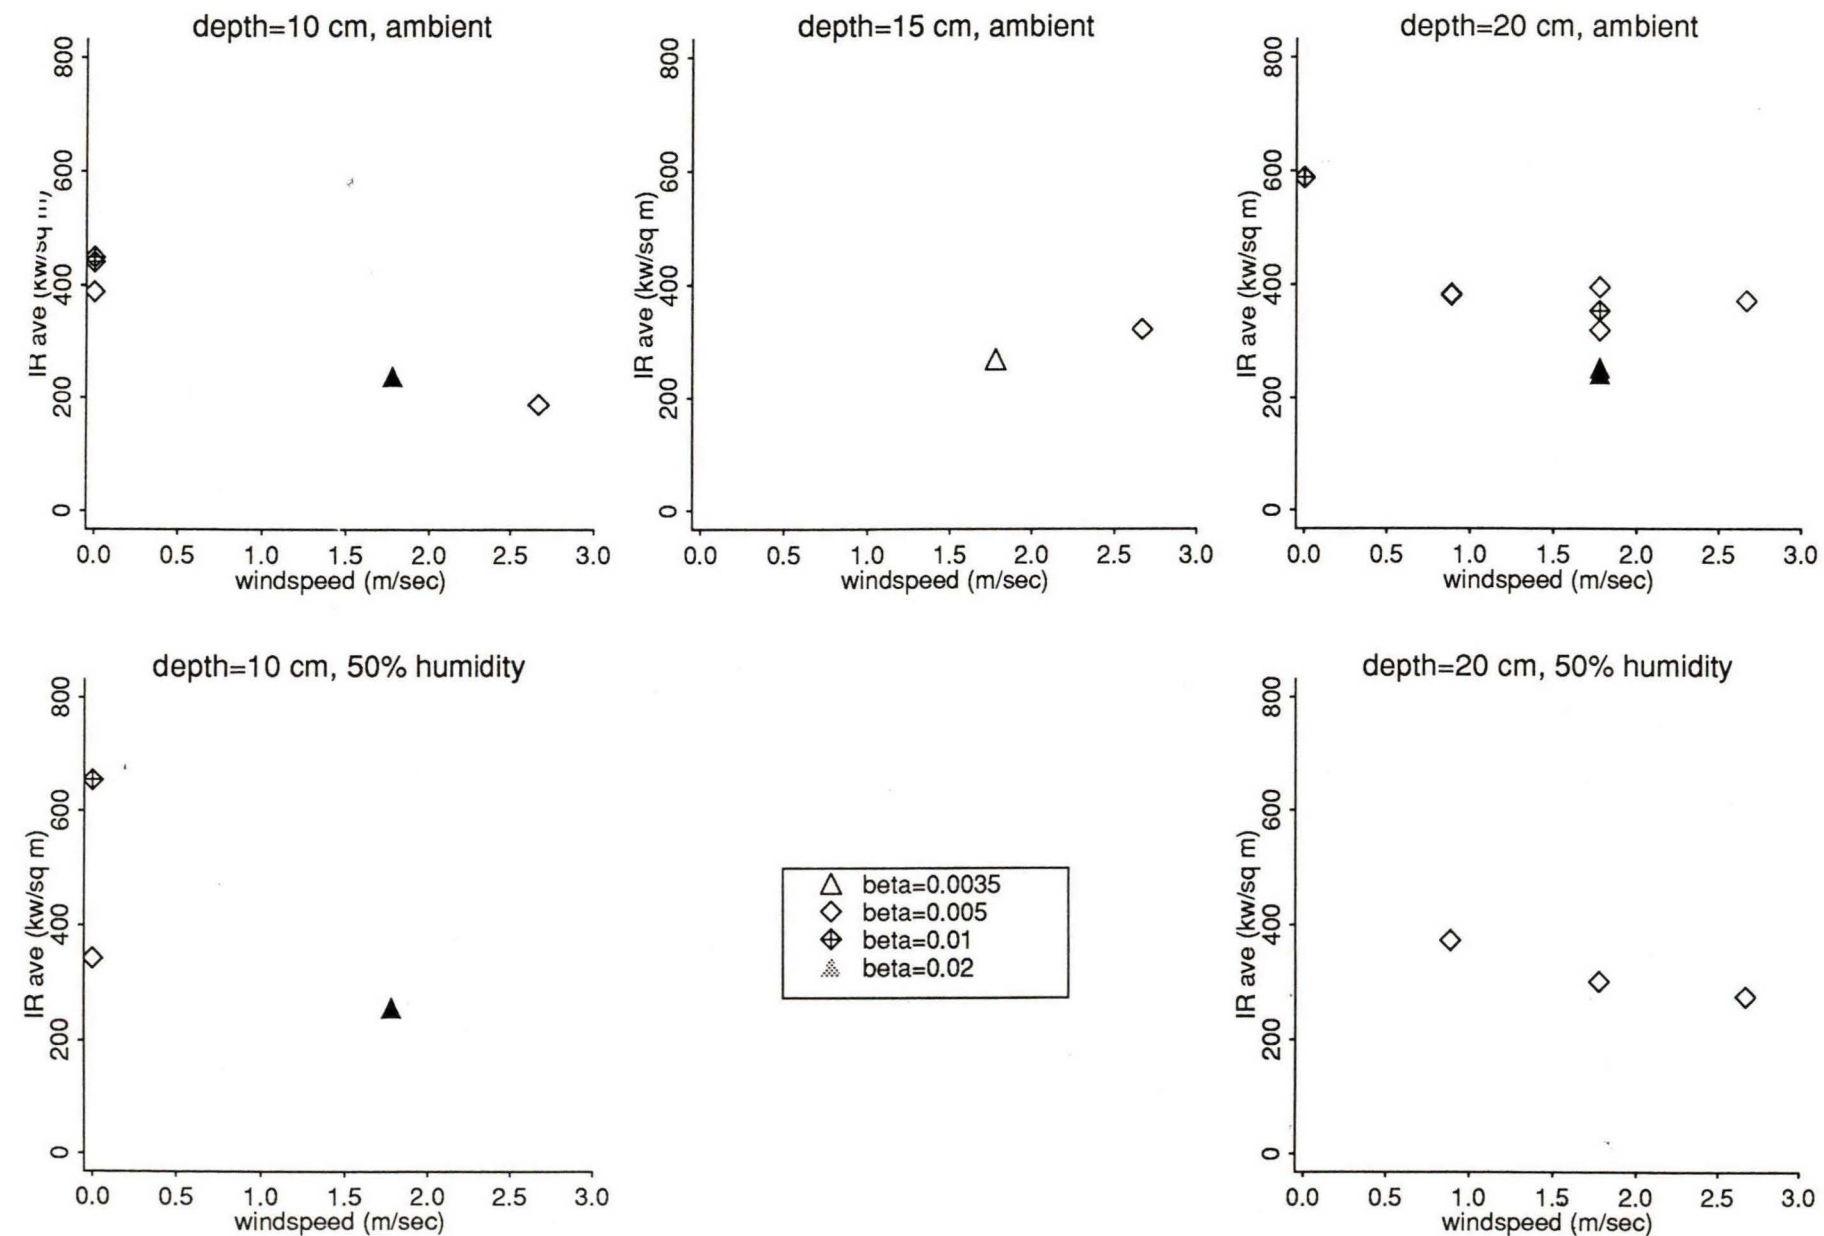 depth=10 cm, ambient
800
600
400
200
0
IR ave (kw/sq
0.0 0.5 1.0 1.5 2.0 2.5 3.0
windspeed (m/sec)
depth=15 cm, ambient
800
600
400
200
0
IR ave (kw/sq m)
0.0 0.5 1.0 1.5 2.0 2.5 3.0
windspeed (m/sec)
depth=20 cm, ambient
800
600
400
200
0
IR ave (kw/sq m)
0.0 0.5 1.0 1.5 2.0 2.5 3.0
windspeed (m/sec)
depth=10 cm, 50% humidity
800
600
400
200
0
IR ave (kw/sq m)
0.0 0.5 1.0 1.5 2.0 2.5 3.0
windspeed (m/sec)
beta=0.0035
beta=0.005
beta=0.01
beta=0.02
depth=20 cm, 50% humidity
800
600
400
200
0
IR ave (kw/sq m)
0.0 0.5 1.0 1.5 2.0 2.5 3.0
windspeed (m/sec)